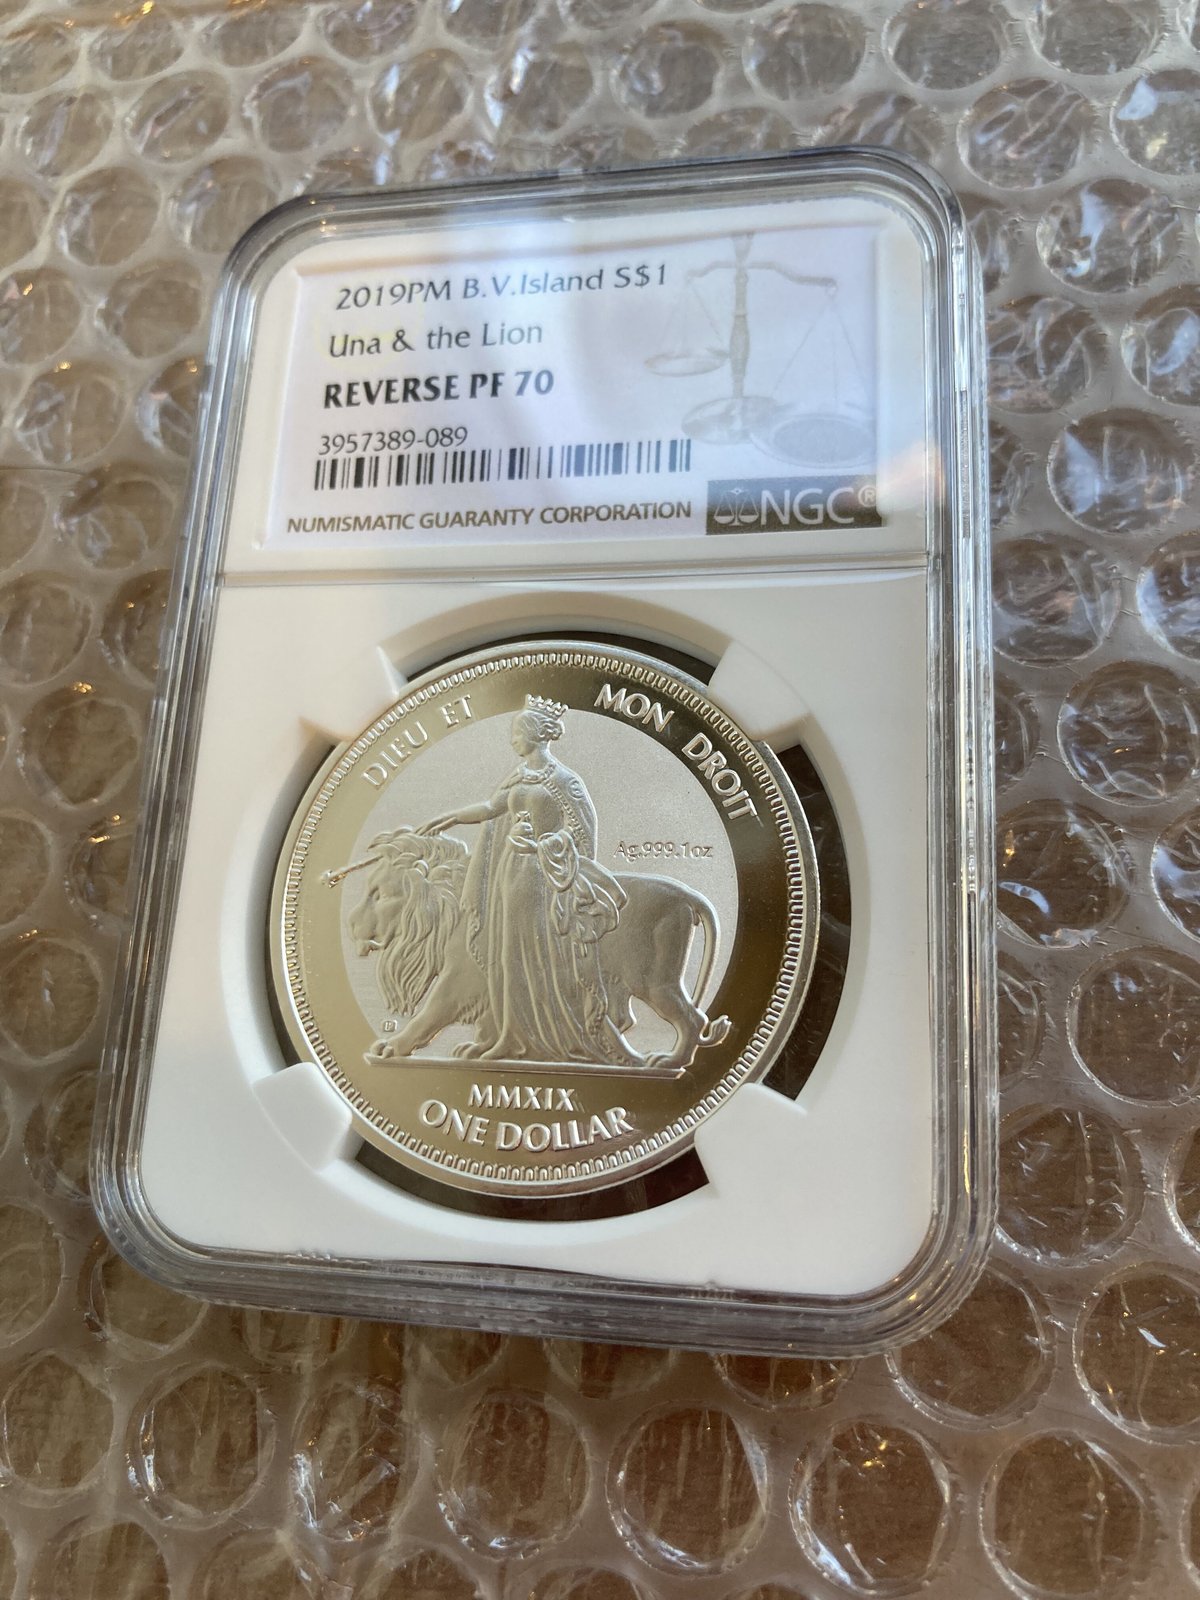 2019PM B.V.Island S$1
Una & the Lion
REVERSE PF 70
3957389-089
NUMISMATIC GUARANTY CORPORATION
NGC®
DIEU ET MON DROIT
Ag.999.1oz
MMXIX
ONE DOLLAR